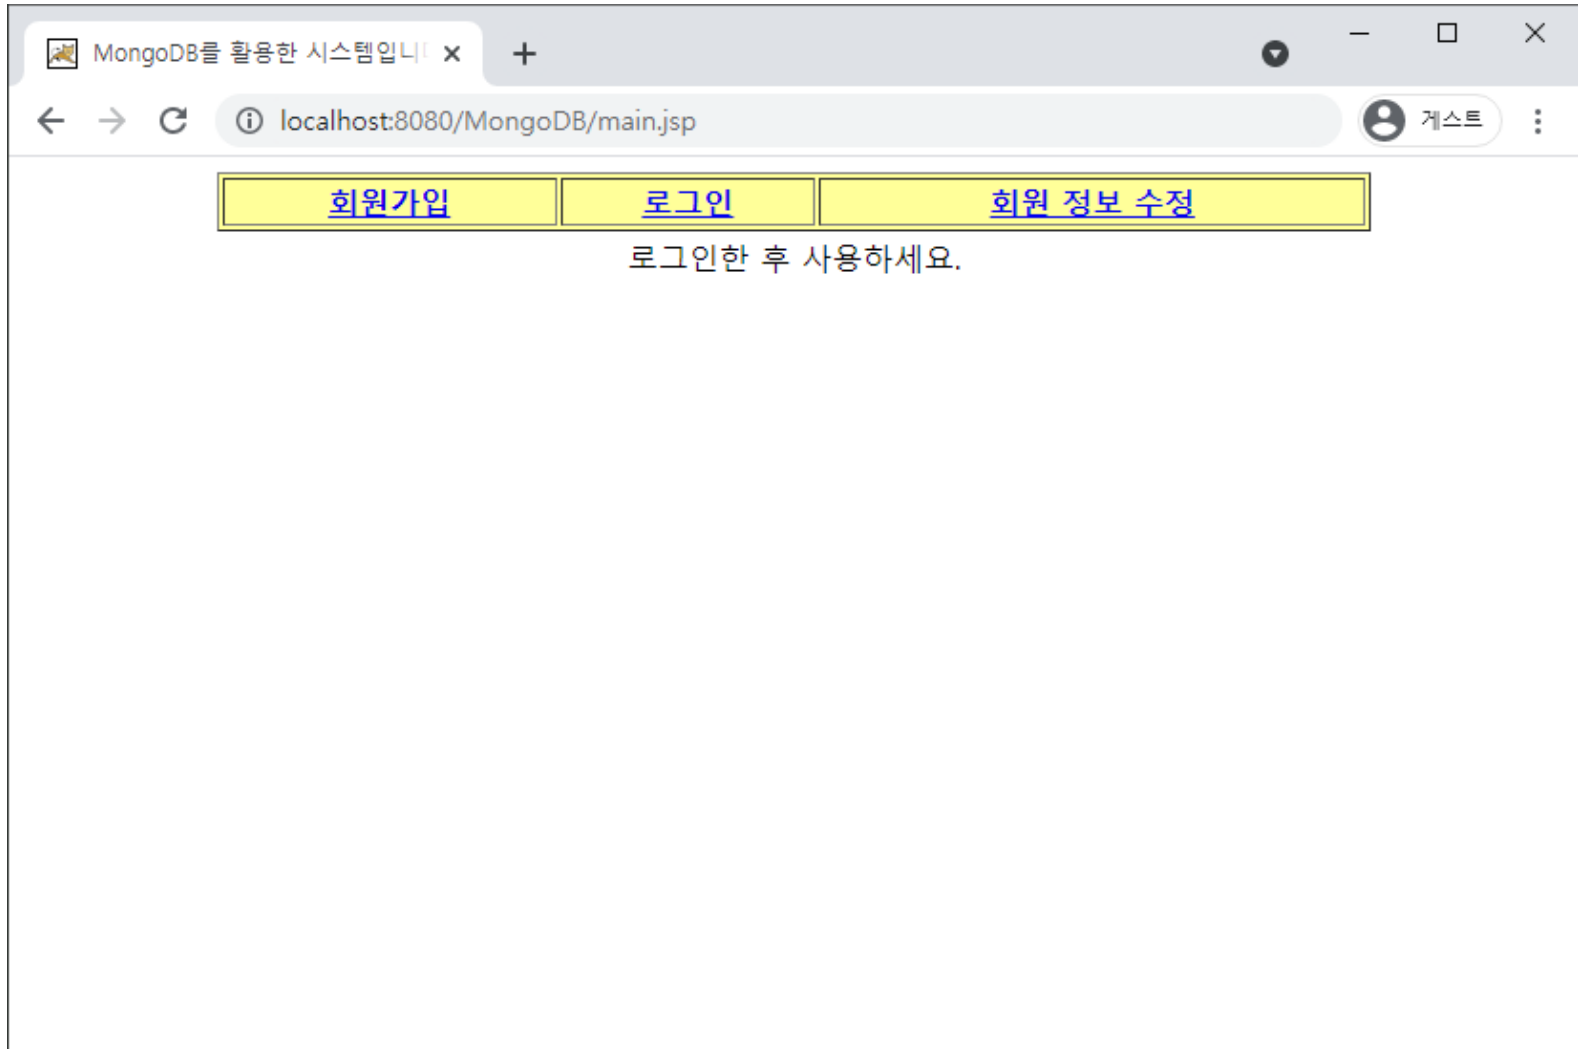 MongoDB를 활용한 시스템입니
localhost:8080/MongoDB/main.jsp
게스트
회원가입 로그인 회원 정보 수정
로그인한 후 사용하세요.